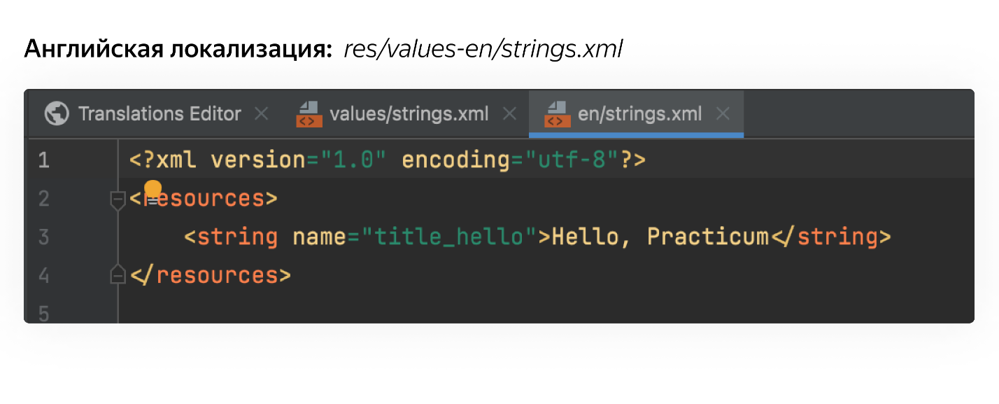 Английская локализация: res/values-en/strings.xml
Translations Editor values/strings.xml en/strings.xml
1 <?xml version="1.0" encoding="utf-8"?>
2 <resources>
3 <string name="title_hello">Hello, Practicum</string>
4 </resources>
5